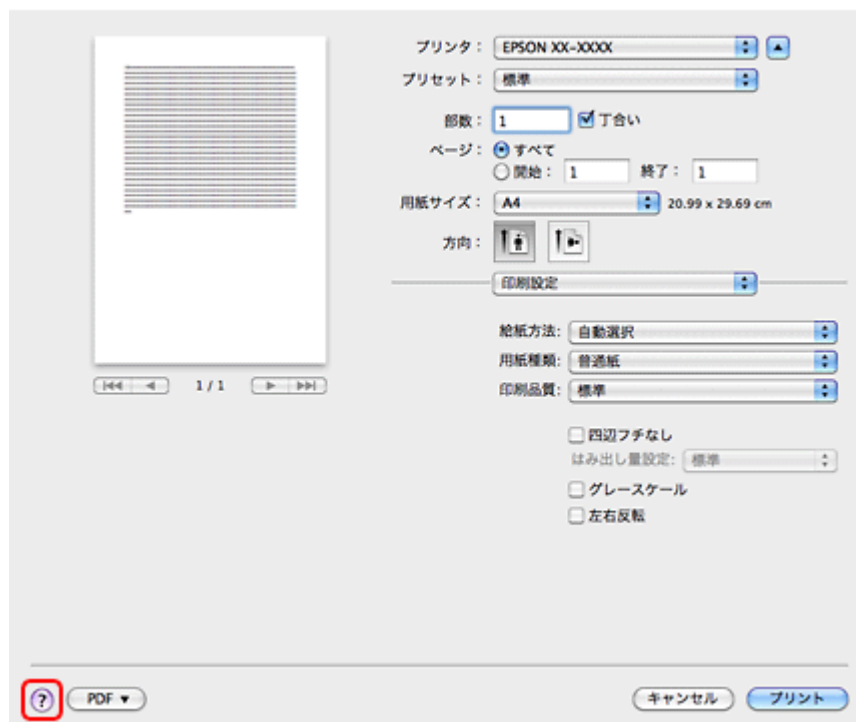 プリンタ： EPSON XX-XXXX
プリセット： 標準
部数： 1 丁合い
ページ： すべて
開始： 1 終了： 1
用紙サイズ： A4 20.99 x 29.69 cm
方向：
印刷設定
給紙方法: 自動選択
用紙種類: 普通紙
1 / 1
印刷品質: 標準
四辺フチなし
はみ出し量設定: 標準
グレースケール
左右反転
? PDF ▼ キャンセル プリント